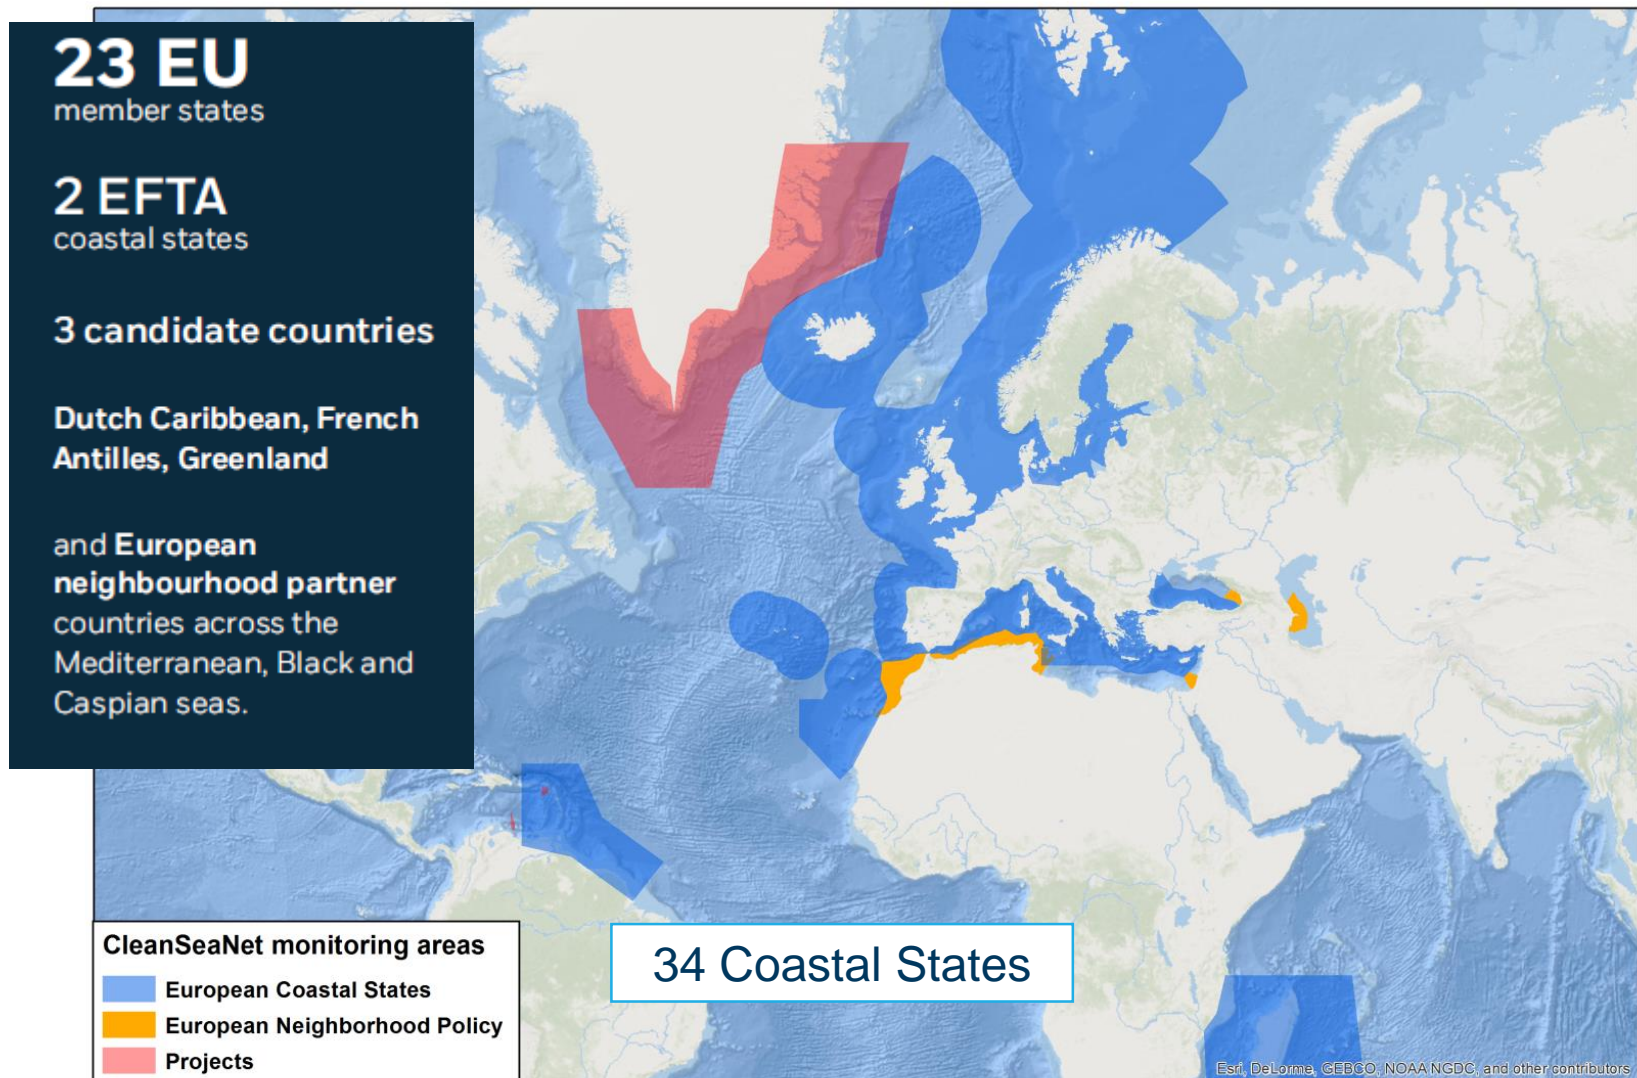 23 EU
member states
2 EFTA
coastal states
3 candidate countries
Dutch Caribbean, French
Antilles, Greenland
and European
neighbourhood partner
countries across the
Mediterranean, Black and
Caspian seas.
CleanSeaNet monitoring areas
European Coastal States
European Neighborhood Policy
Projects
34 Coastal States
Esri, DeLorme, GEBCO, NOAA NGDC, and other contributors